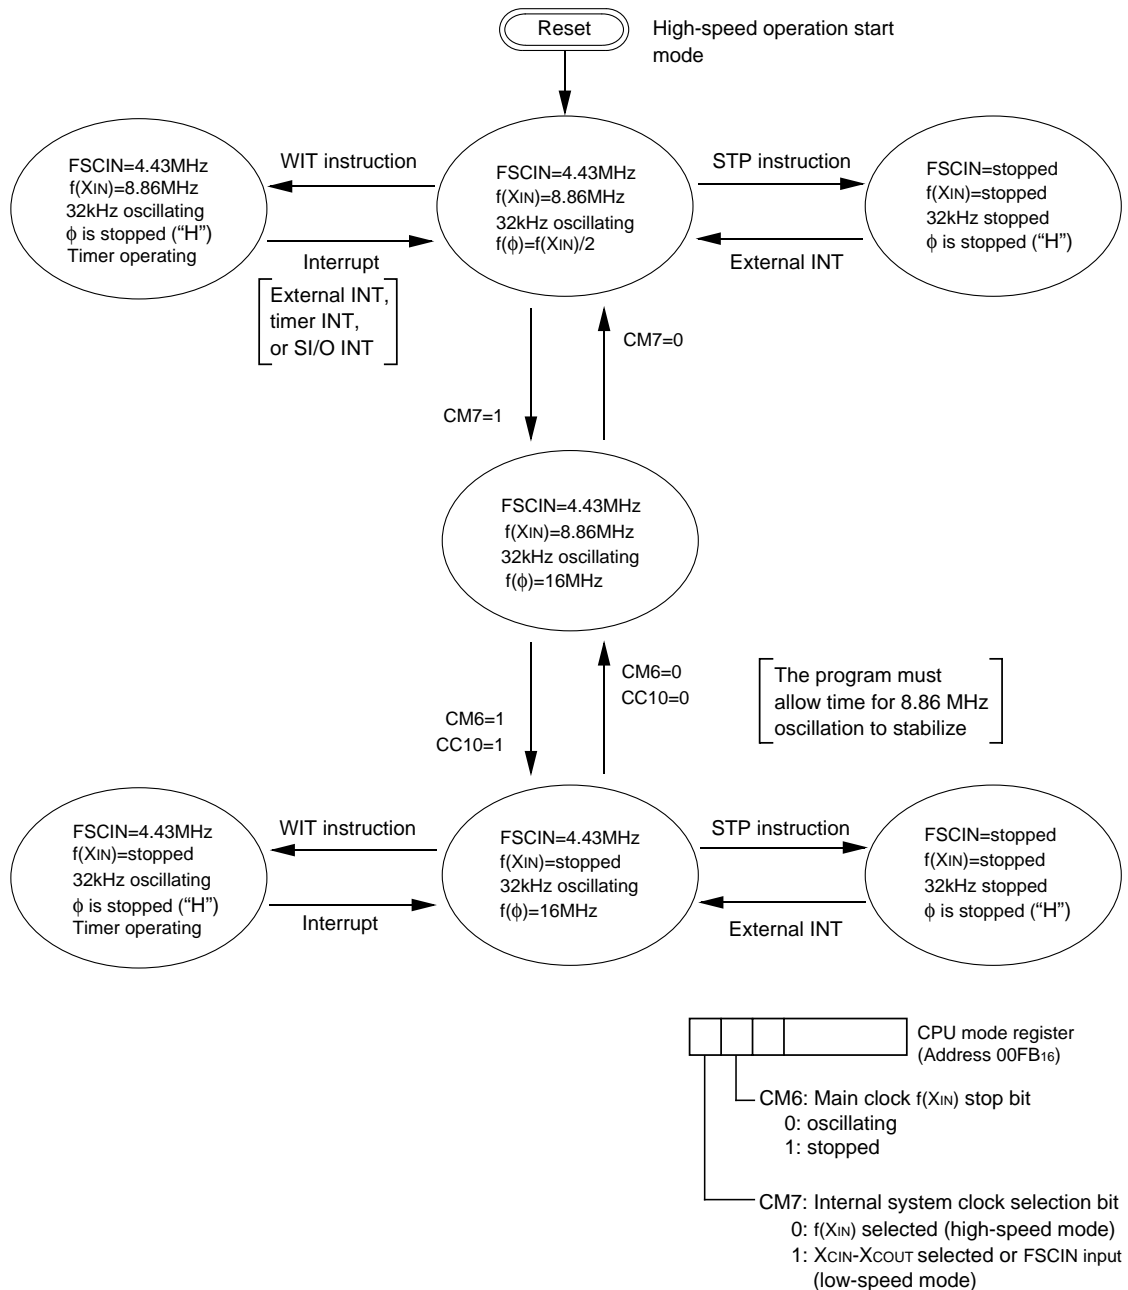 Reset
High-speed operation start
mode
FSCIN=4.43MHz
f(XIN)=8.86MHz
32kHz oscillating
ϕ is stopped (“H”)
Timer operating
WIT instruction
Interrupt
External INT,
timer INT,
or SI/O INT
FSCIN=4.43MHz
f(XIN)=8.86MHz
32kHz oscillating
f(ϕ)=f(XIN)/2
STP instruction
External INT
FSCIN=stopped
f(XIN)=stopped
32kHz stopped
ϕ is stopped (“H”)
CM7=0
CM7=1
FSCIN=4.43MHz
f(XIN)=8.86MHz
32kHz oscillating
f(ϕ)=16MHz
CM6=0
CC10=0
CM6=1
CC10=1
The program must
allow time for 8.86 MHz
oscillation to stabilize
FSCIN=4.43MHz
f(XIN)=stopped
32kHz oscillating
ϕ is stopped (“H”)
Timer operating
WIT instruction
Interrupt
FSCIN=4.43MHz
f(XIN)=stopped
32kHz oscillating
f(ϕ)=16MHz
STP instruction
External INT
FSCIN=stopped
f(XIN)=stopped
32kHz stopped
ϕ is stopped (“H”)
CPU mode register
(Address 00FB16)
CM6: Main clock f(XIN) stop bit
0: oscillating
1: stopped
CM7: Internal system clock selection bit
0: f(XIN) selected (high-speed mode)
1: XCIN-XCOUT selected or FSCIN input
(low-speed mode)